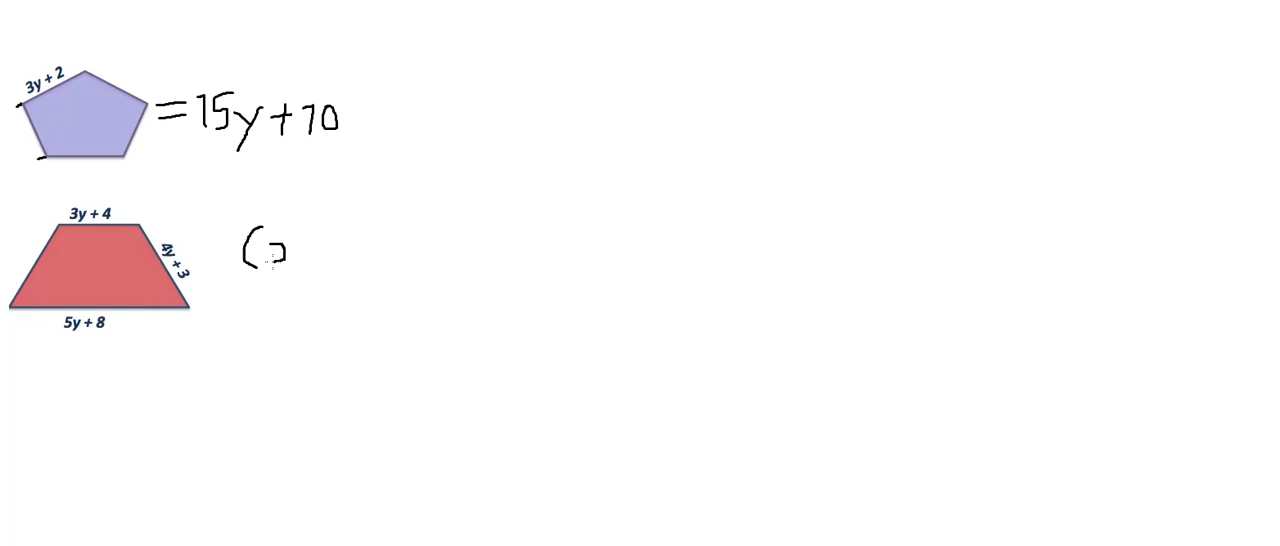 3y + 2
= 15y + 10
3y + 4
4y + 3
(
5y + 8